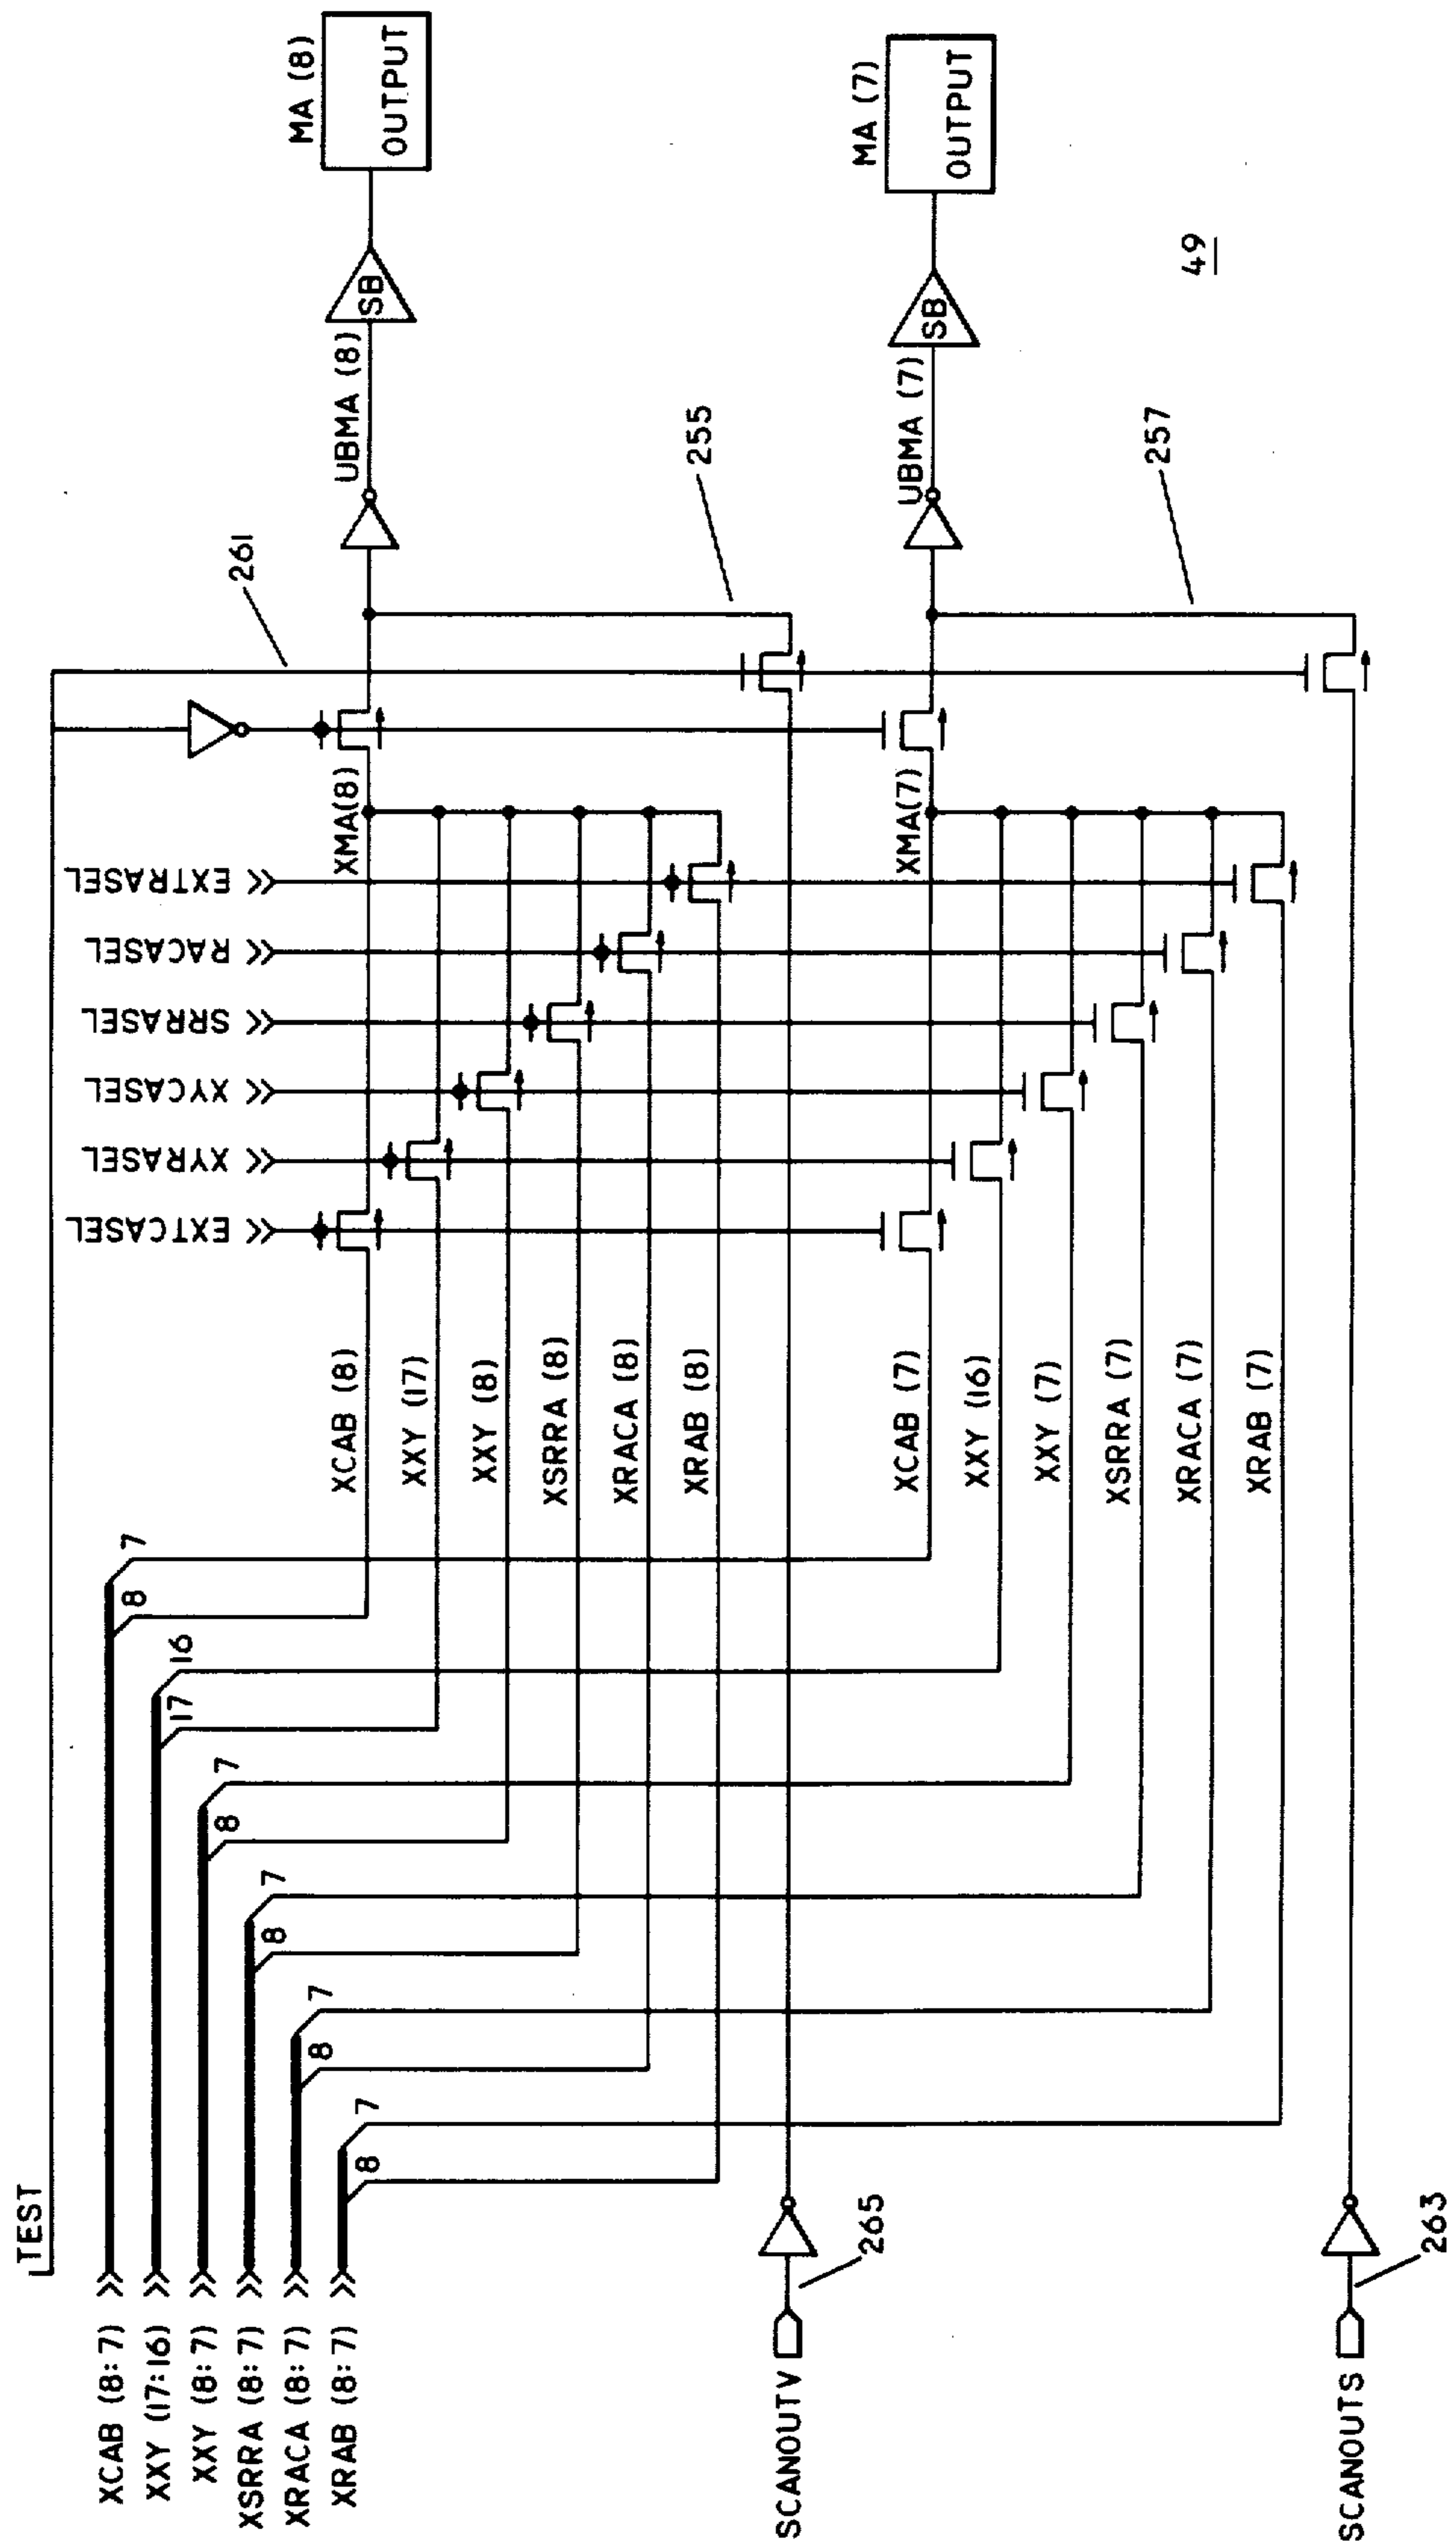 TEST
XCAB (8:7)
XXY (17:16)
XXY (8:7)
XSRRA (8:7)
XRACA (8:7)
XRAB (8:7)
SCANOUTV
SCANOUTS
265
263
8
7
17
16
8
7
8
7
8
7
8
7
XCAB (8)
XXY (17)
XXY (8)
XSRRA (8)
XRACA (8)
XRAB (8)
XCAB (7)
XXY (16)
XXY (7)
XSRRA (7)
XRACA (7)
XRAB (7)
EXTCASEL
XYRASEL
XYCASEL
SRRASEL
RACASEL
EXTRASEL
XMA(8)
XMA(7)
261
255
257
UBMA (8)
UBMA (7)
SB
SB
MA (8)
OUTPUT
MA (7)
OUTPUT
49